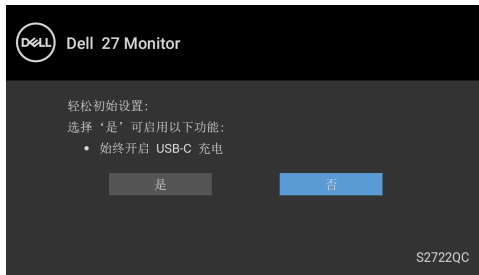 DELL
Dell 27 Monitor
轻松初始设置:
选择‘是’可启用以下功能:
• 始终开启 USB-C 充电
是 否
S2722QC